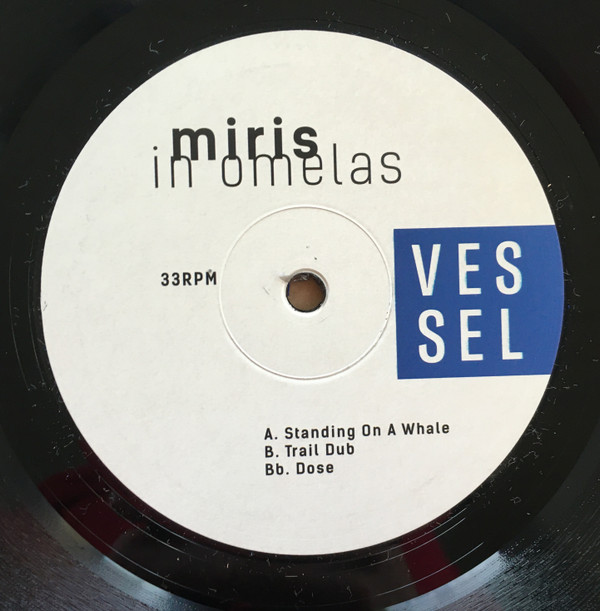 miris
in omelas
33RPM
VES
SEL
A. Standing On A Whale
B. Trail Dub
Bb. Dose